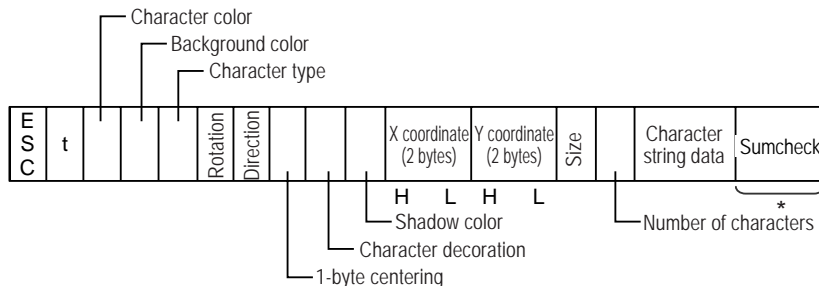 Character color
Background color
Character type
ESC
t
Rotation
Direction
X coordinate
(2 bytes)
Y coordinate
(2 bytes)
Size
Character
string data
Sumcheck
H L H L
*
Shadow color
Number of characters
Character decoration
1-byte centering